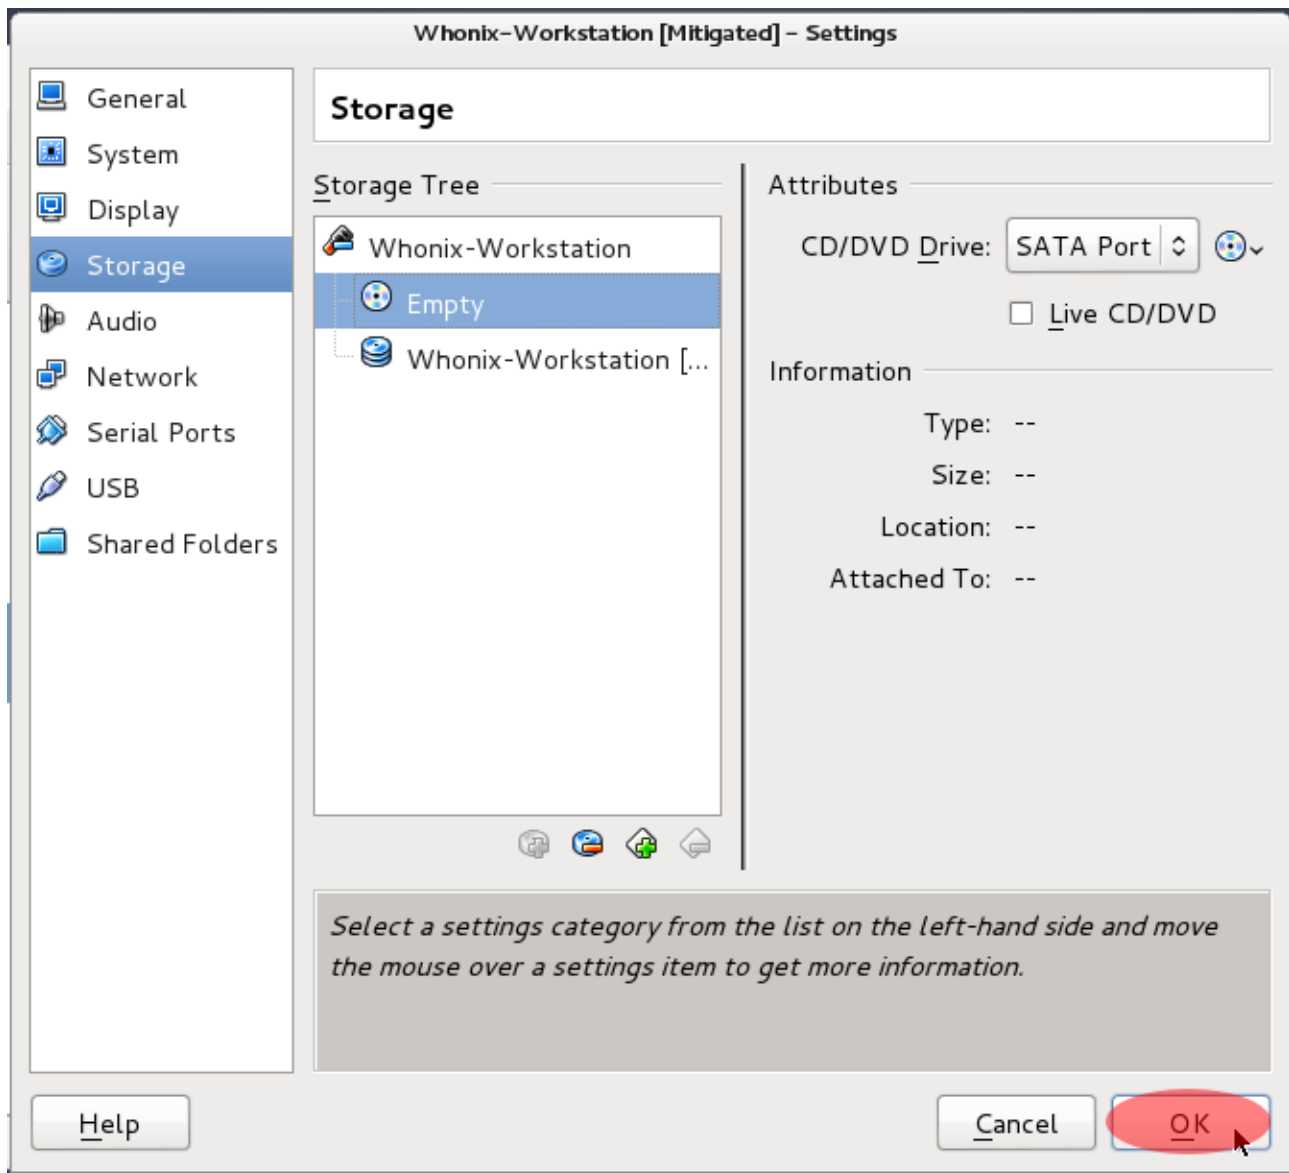 Whonix-Workstation [Mitigated] – Settings
General
System
Display
Storage
Audio
Network
Serial Ports
USB
Shared Folders
Storage
Storage Tree
Whonix-Workstation
Empty
Whonix-Workstation [...
Attributes
CD/DVD Drive: SATA Port
Live CD/DVD
Information
Type: --
Size: --
Location: --
Attached To: --
Select a settings category from the list on the left-hand side and move
the mouse over a settings item to get more information.
Help
Cancel
OK